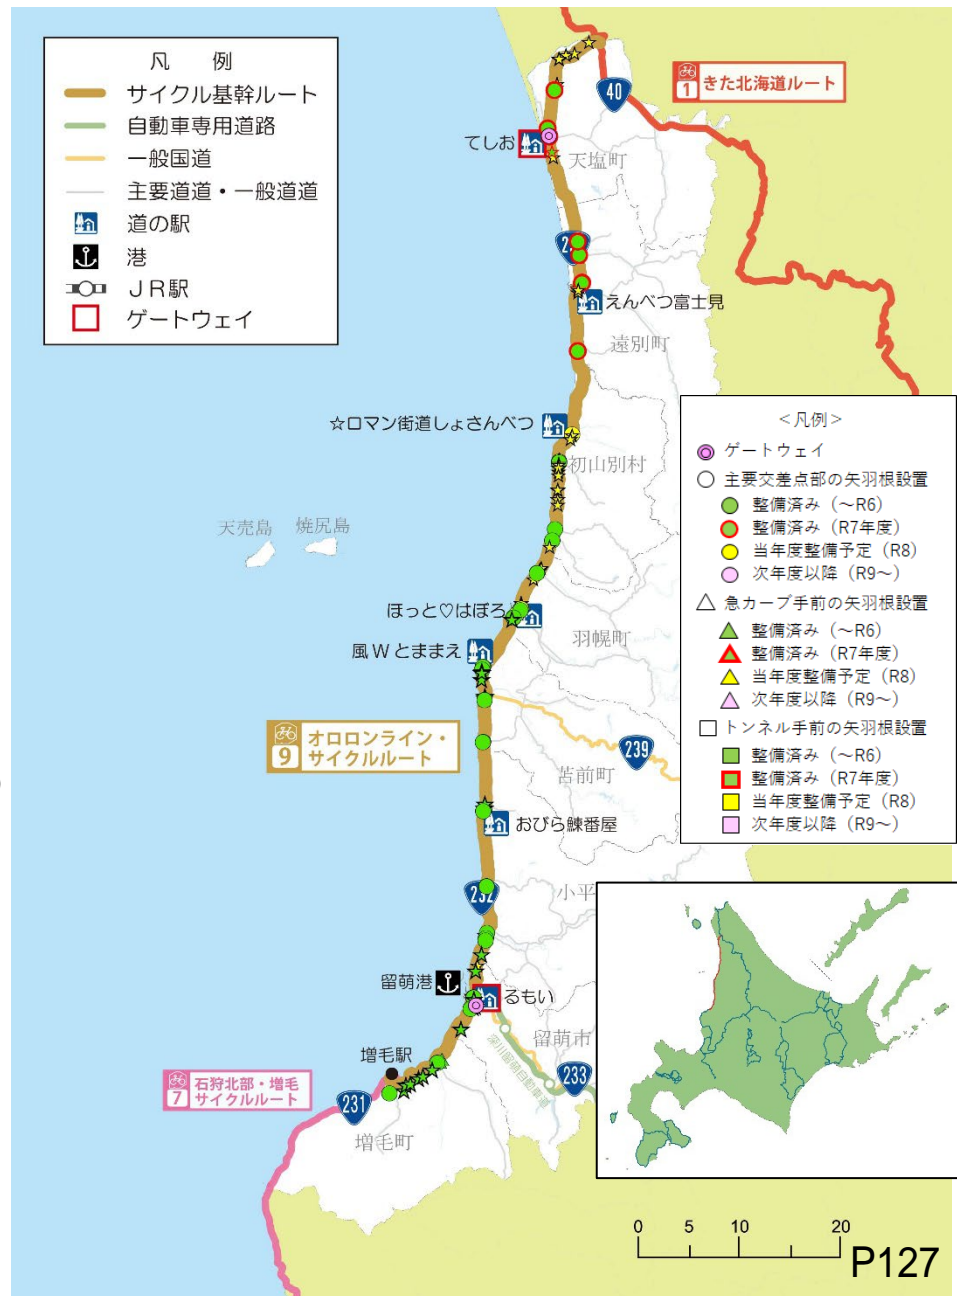 凡　例
サイクル基幹ルート
自動車専用道路
一般国道
主要道道・一般道道
道の駅
港
ＪＲ駅
ゲートウェイ
40
1
きた北海道ルート
てしお
天塩町
えんべつ富士見
遠別町
☆ロマン街道しょさんべつ
初山別村
天売島
焼尻島
ほっと♡はぼろ
羽幌町
風Ｗとままえ
9
オロロンライン・
サイクルルート
239
苫前町
おびら鰊番屋
232
小平
留萌港
るもい
留萌市
深川留萌自動車道
233
増毛駅
7
石狩北部・増毛
サイクルルート
231
増毛町
＜凡例＞
ゲートウェイ
主要交差点部の矢羽根設置
整備済み（～R6）
整備済み（R7年度）
当年度整備予定（R8）
次年度以降（R9～）
急カーブ手前の矢羽根設置
整備済み（～R6）
整備済み（R7年度）
当年度整備予定（R8）
次年度以降（R9～）
トンネル手前の矢羽根設置
整備済み（～R6）
整備済み（R7年度）
当年度整備予定（R8）
次年度以降（R9～）
0 5 10 20
P127